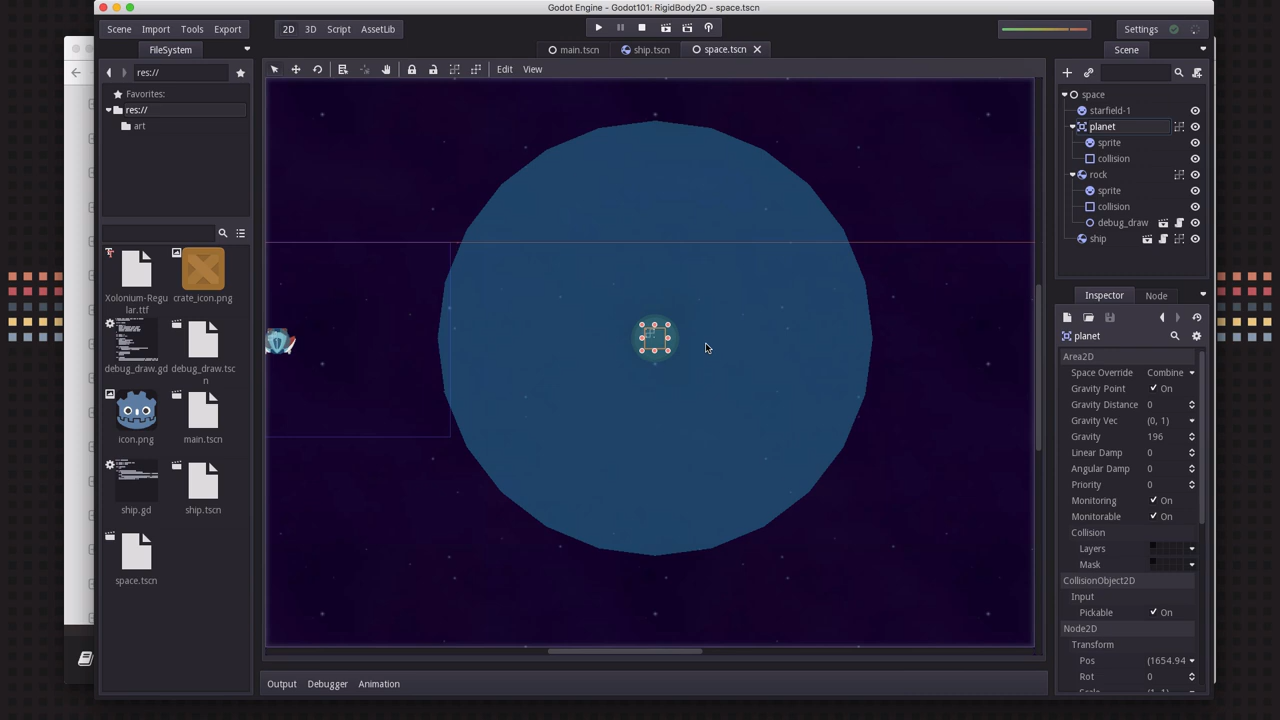 Godot Engine - Godot101: RigidBody2D - space.tscn
Scene Import Tools Export
2D 3D Script AssetLib
Settings
FileSystem
main.tscn ship.tscn space.tscn
Scene
res://
Edit View
Favorites:
res://
art
space
starfield-1
planet
sprite
collision
rock
sprite
collision
debug_draw
ship
Xolonium-Regu
lar.ttf
crate_icon.png
debug_draw.gd
debug_draw.tsc
n
icon.png
main.tscn
ship.gd
ship.tscn
space.tscn
Inspector Node
planet
Area2D
Space Override Combine
Gravity Point On
Gravity Distance 0
Gravity Vec (0, 1)
Gravity 196
Linear Damp 0
Angular Damp 0
Priority 0
Monitoring On
Monitorable On
Collision
Layers
Mask
CollisionObject2D
Input
Pickable On
Node2D
Transform
Pos (1654.94
Rot 0
Output Debugger Animation